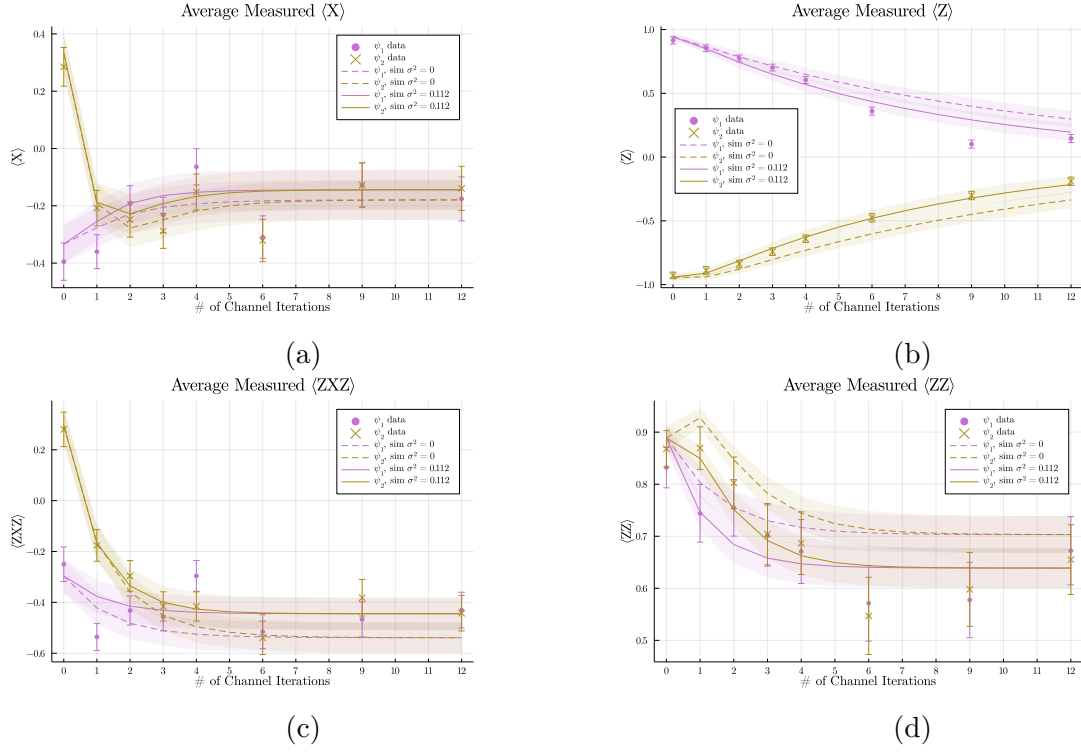 Average Measured ⟨X⟩
⟨X⟩
0.4
0.2
0.0
−0.2
−0.4
0 1 2 3 4 5 6 7 8 9 10 11 12
# of Channel Iterations
ψ₁ data
ψ₂ data
ψ₁, sim σ² = 0
ψ₂, sim σ² = 0
ψ₁, sim σ² = 0.112
ψ₂, sim σ² = 0.112
(a)
Average Measured ⟨Z⟩
⟨Z⟩
1.0
0.5
0.0
−0.5
−1.0
0 1 2 3 4 5 6 7 8 9 10 11 12
# of Channel Iterations
ψ₁ data
ψ₂ data
ψ₁, sim σ² = 0
ψ₂, sim σ² = 0
ψ₁, sim σ² = 0.112
ψ₂, sim σ² = 0.112
(b)
Average Measured ⟨ZXZ⟩
⟨ZXZ⟩
0.2
0.0
−0.2
−0.4
−0.6
0 1 2 3 4 5 6 7 8 9 10 11 12
# of Channel Iterations
ψ₁ data
ψ₂ data
ψ₁, sim σ² = 0
ψ₂, sim σ² = 0
ψ₁, sim σ² = 0.112
ψ₂, sim σ² = 0.112
(c)
Average Measured ⟨ZZ⟩
⟨ZZ⟩
0.9
0.8
0.7
0.6
0.5
0 1 2 3 4 5 6 7 8 9 10 11 12
# of Channel Iterations
ψ₁ data
ψ₂ data
ψ₁, sim σ² = 0
ψ₂, sim σ² = 0
ψ₁, sim σ² = 0.112
ψ₂, sim σ² = 0.112
(d)